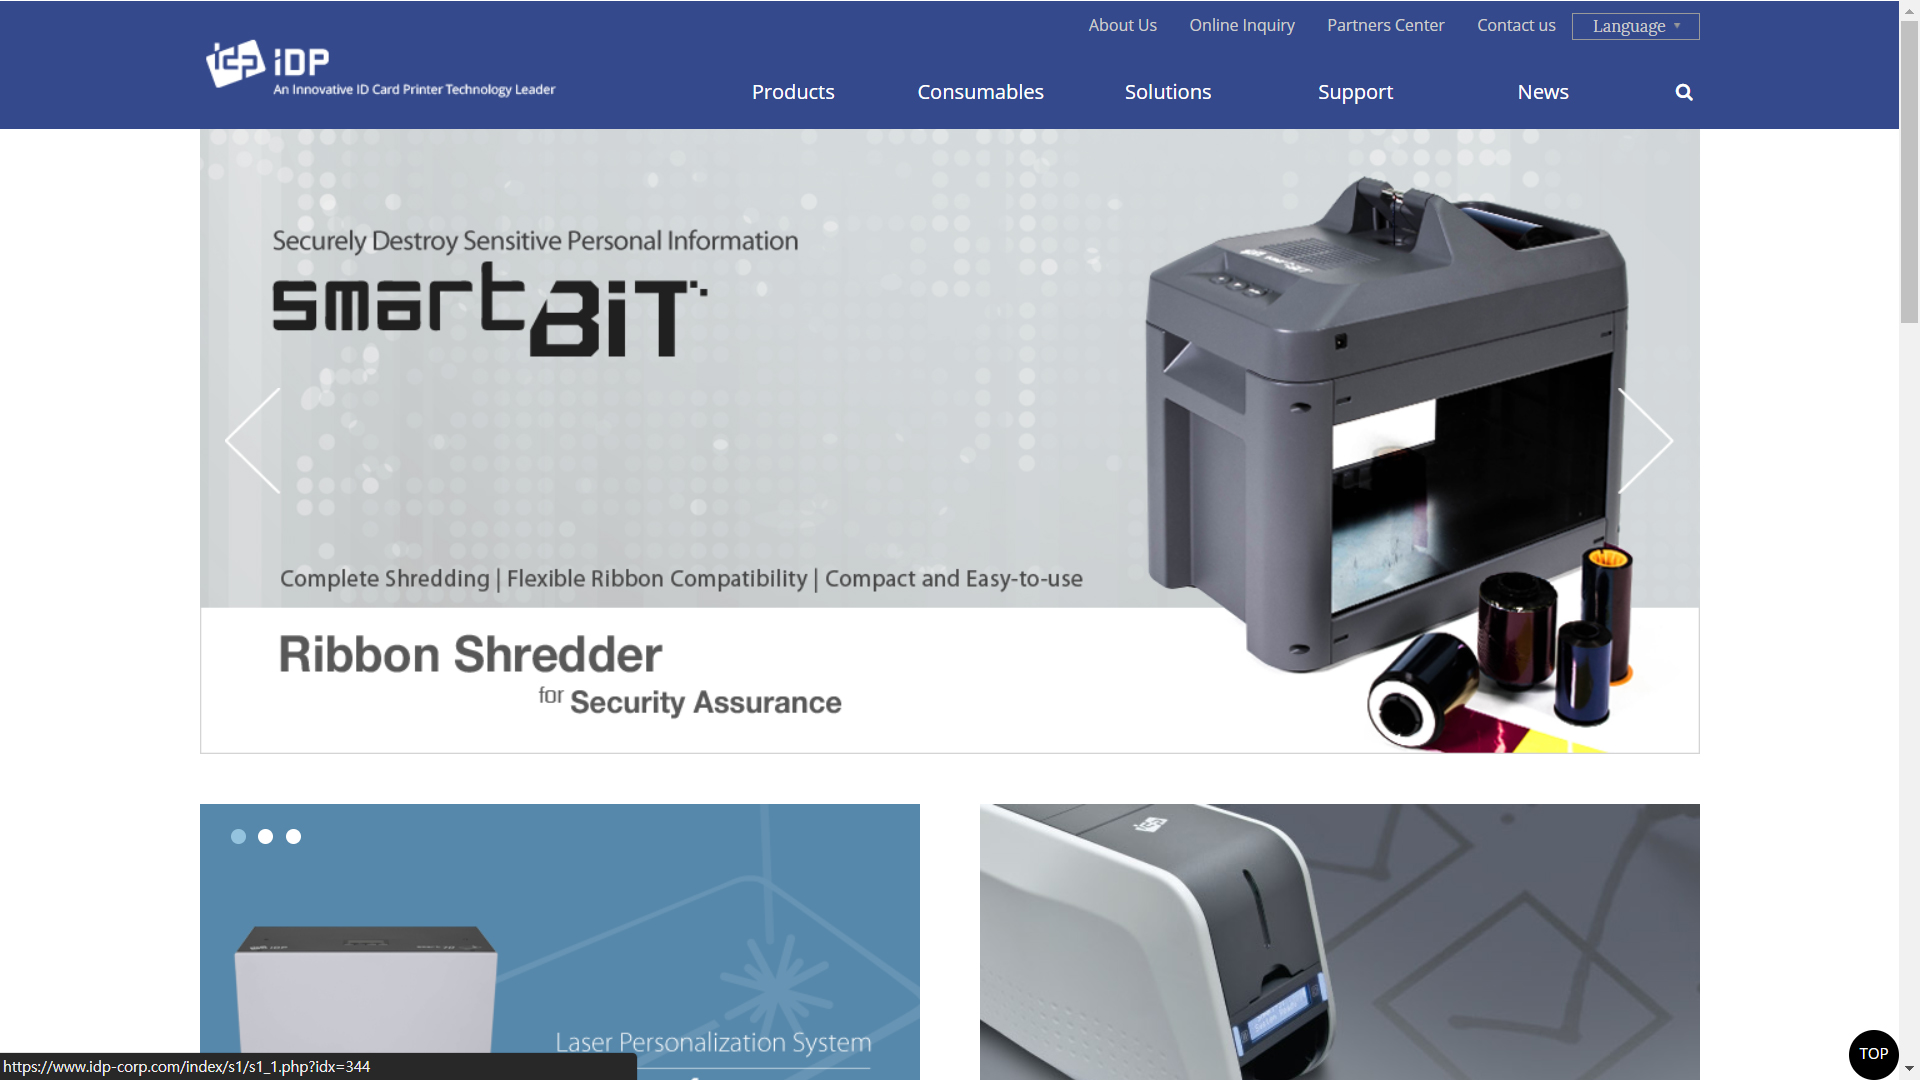 About Us Online Inquiry Partners Center Contact us Language
iDP
An Innovative ID Card Printer Technology Leader
Products Consumables Solutions Support News
Securely Destroy Sensitive Personal Information
smart BiT
Complete Shredding | Flexible Ribbon Compatibility | Compact and Easy-to-use
Ribbon Shredder
for Security Assurance
iDP
Laser Personalization System
TOP
https://www.idp-corp.com/index/s1/s1_1.php?idx=344